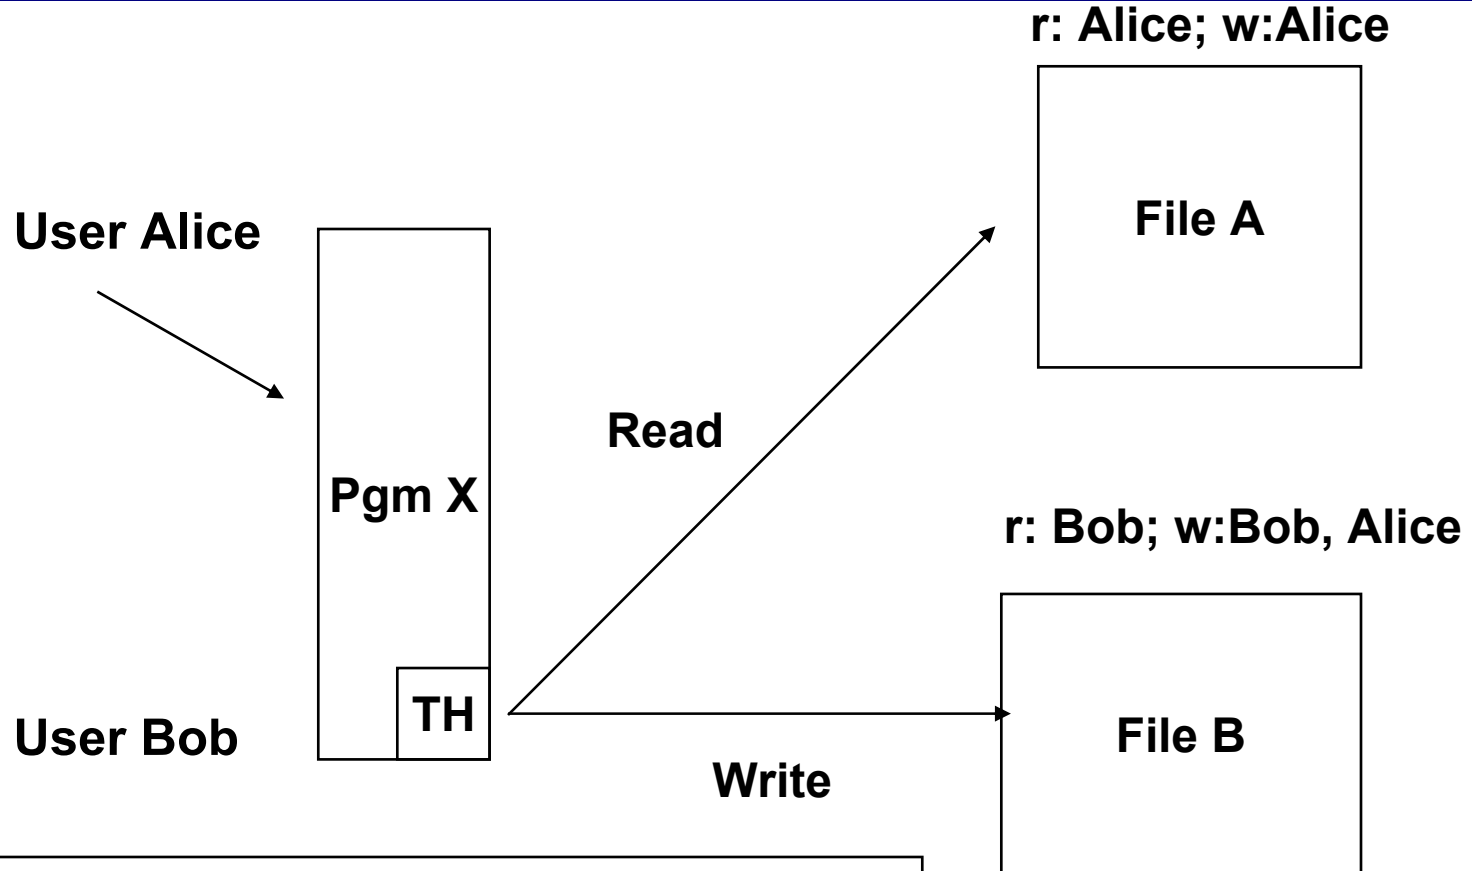 r: Alice; w:Alice
File A
User Alice
Read
Pgm X
r: Bob; w:Bob, Alice
TH
User Bob
File B
Write